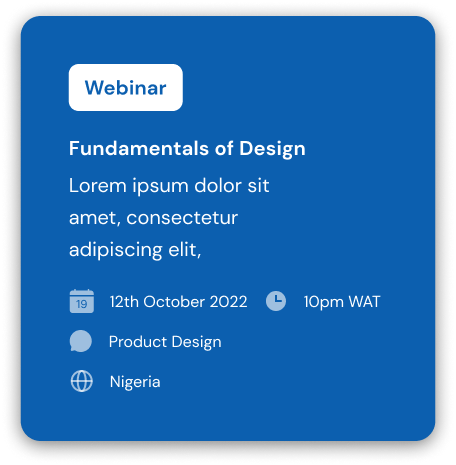 Webinar
Fundamentals of Design
Lorem ipsum dolor sit
amet, consectetur
adipiscing elit,
19 12th October 2022 10pm WAT
Product Design
Nigeria